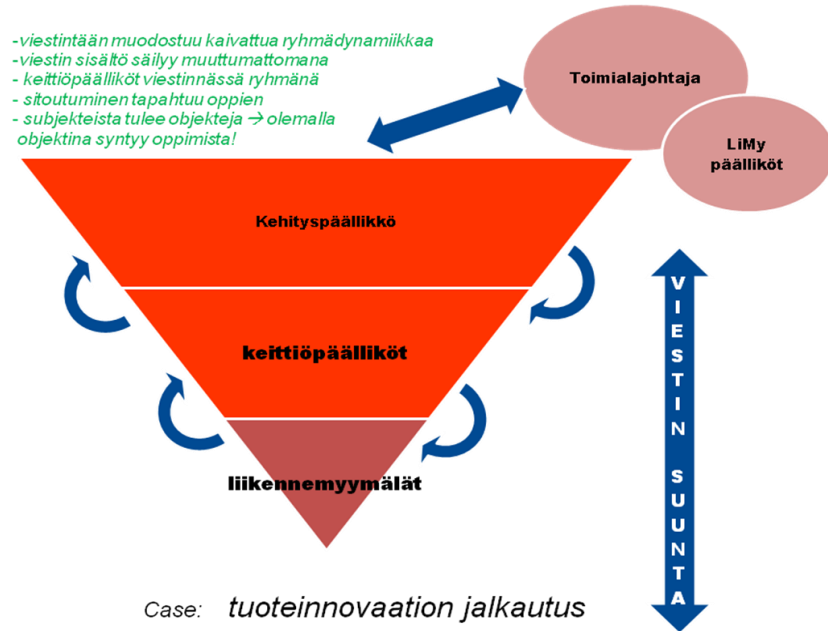 -viestintään muodostuu kaivattua ryhmädynamiikkaa
-viestin sisältö säilyy muuttumattomana
- keittiöpäälliköt viestinnässä ryhmänä
- sitoutuminen tapahtuu oppien
- subjekteista tulee objekteja → olemalla
objektina syntyy oppimista!
Toimialajohtaja
LiMy
päälliköt
Kehityspäällikkö
keittiöpäälliköt
liikennemyymälät
VIESTIN SUUNTA
Case: tuoteinnovaation jalkautus